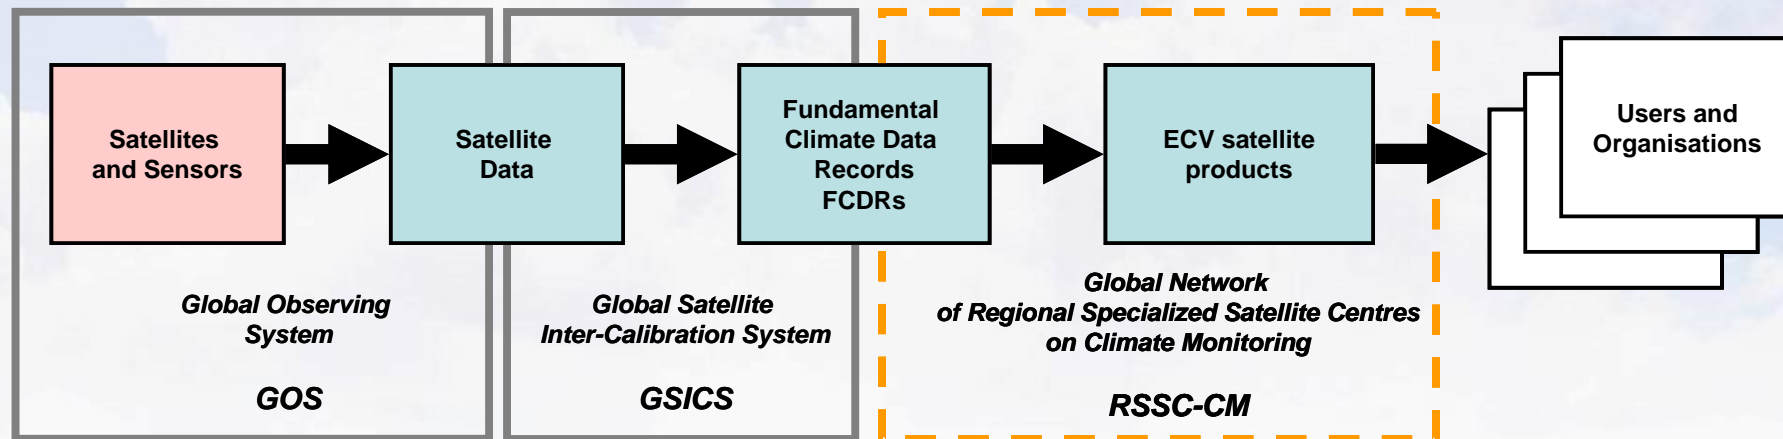 Satellites
and Sensors
Satellite
Data
Fundamental
Climate Data
Records
FCDRs
ECV satellite
products
Users and
Organisations
Global Observing
System
GOS
Global Satellite
Inter-Calibration System
GSICS
Global Network
of Regional Specialized Satellite Centres
on Climate Monitoring
RSSC-CM